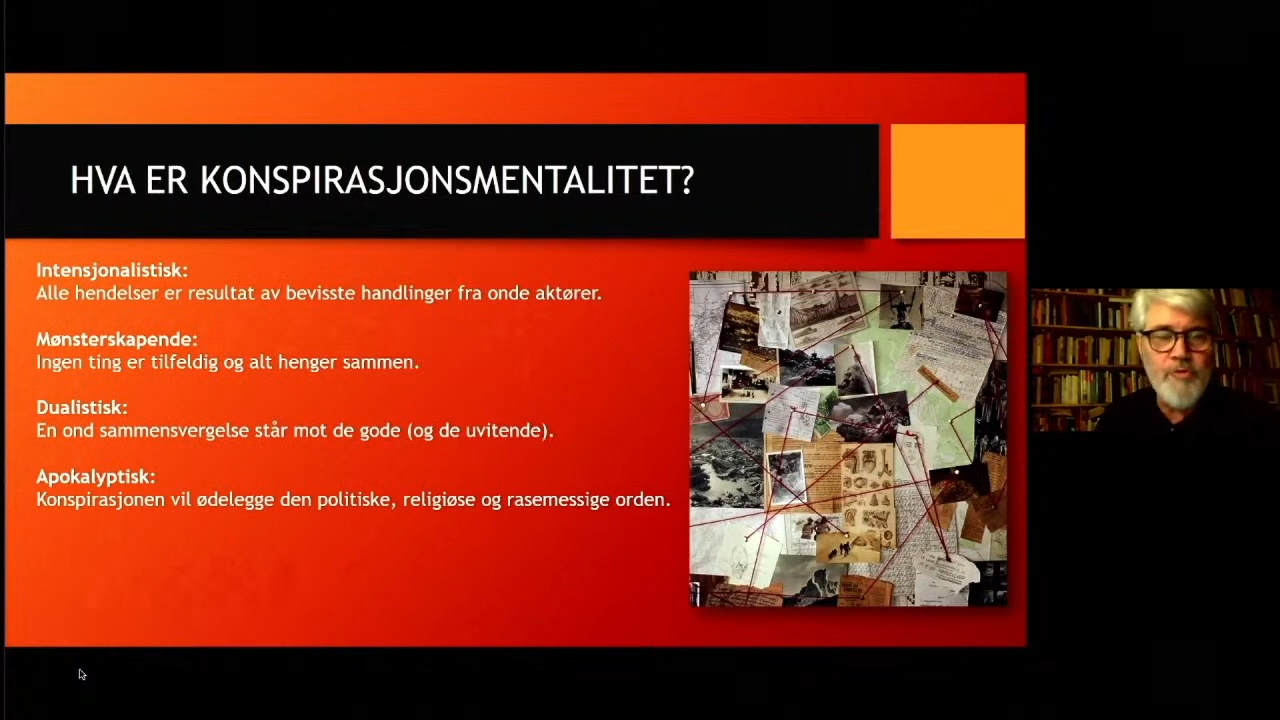 HVA ER KONSPIRASJONSMENTALITET?
Intensjonalistisk:
Alle hendelser er resultat av bevisste handlinger fra onde aktører.
Mønsterskapende:
Ingen ting er tilfeldig og alt henger sammen.
Dualistisk:
En ond sammensvergelse står mot de gode (og de uvitende).
Apokalyptisk:
Konspirasjonen vil ødelegge den politiske, religiøse og rasemessige orden.